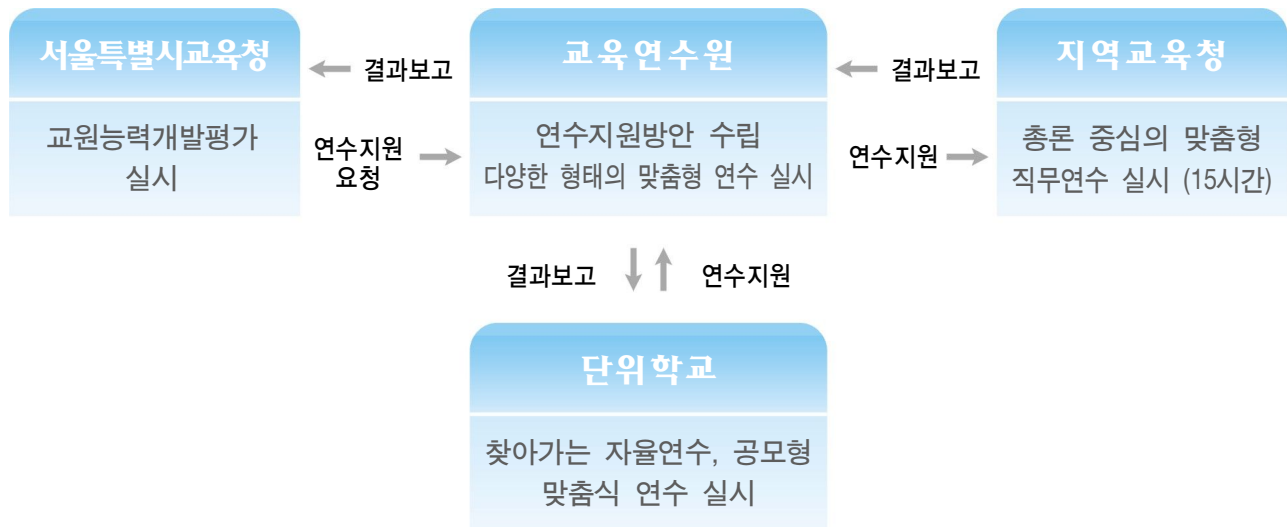 서울특별시교육청
교원능력개발평가
실시
결과보고
연수지원
요청
교육연수원
연수지원방안 수립
다양한 형태의 맞춤형 연수 실시
결과보고
연수지원
지역교육청
총론 중심의 맞춤형
직무연수 실시 (15시간)
결과보고
연수지원
단위학교
찾아가는 자율연수, 공모형
맞춤식 연수 실시